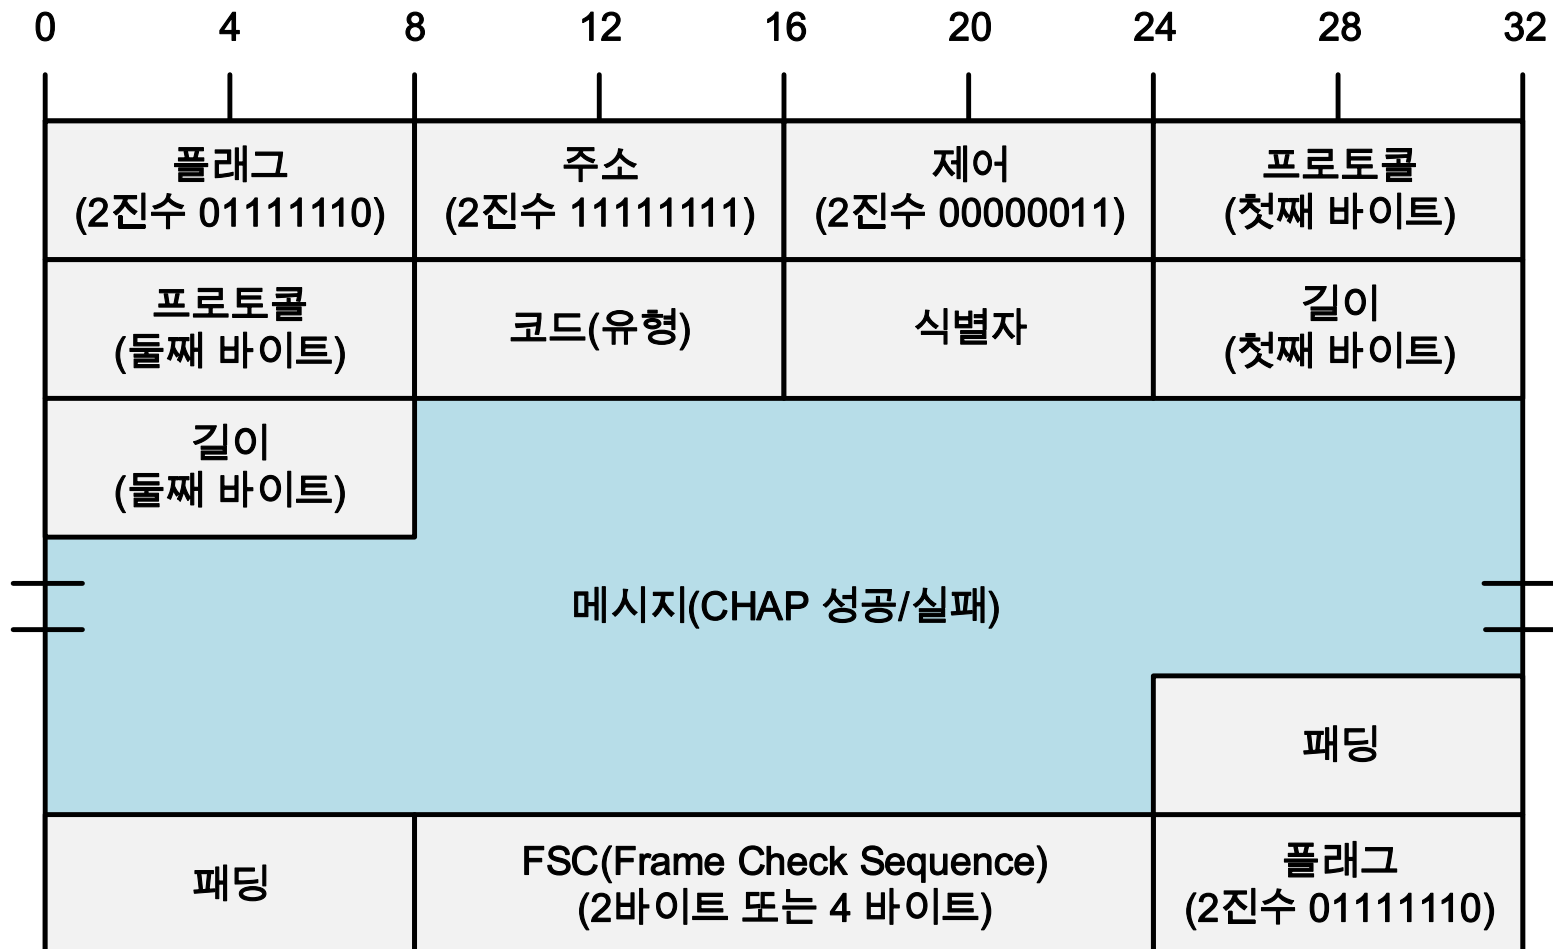 0 4 8 12 16 20 24 28 32
플래그
(2진수 01111110)
주소
(2진수 11111111)
제어
(2진수 00000011)
프로토콜
(첫째 바이트)
프로토콜
(둘째 바이트)
코드(유형)
식별자
길이
(첫째 바이트)
길이
(둘째 바이트)
메시지(CHAP 성공/실패)
패딩
패딩
FSC(Frame Check Sequence)
(2바이트 또는 4 바이트)
플래그
(2진수 01111110)